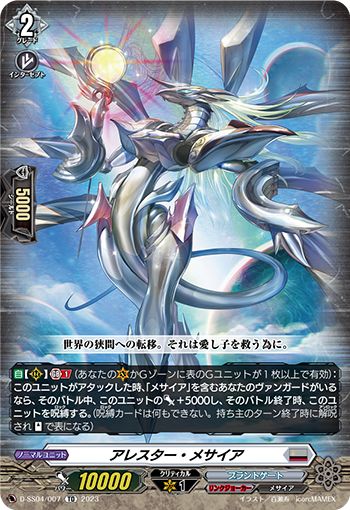 2
グレード
インターセプト
5000
シールド
世界の狭間への転移。それは愛し子を救う為に。
自【】1(あなたのかGゾーンに表のGユニットが1枚以上で有効):
このユニットがアタックした時、「メサイア」を含むあなたのヴァンガードがいる
なら、そのバトル中、このユニットの+5000し、そのバトル終了時、このユ
ニットを呪縛する。(呪縛カードは何もできない。持ち主のターン終了時に解呪
され表になる)
ノーマルユニット
アレスター・メサイア
パワー 10000
クリティカル
1
ブラントゲート
リンクジョーカー
メサイア
D-SS04/007 2023
イラスト/百瀬寿 icon:MAMEX